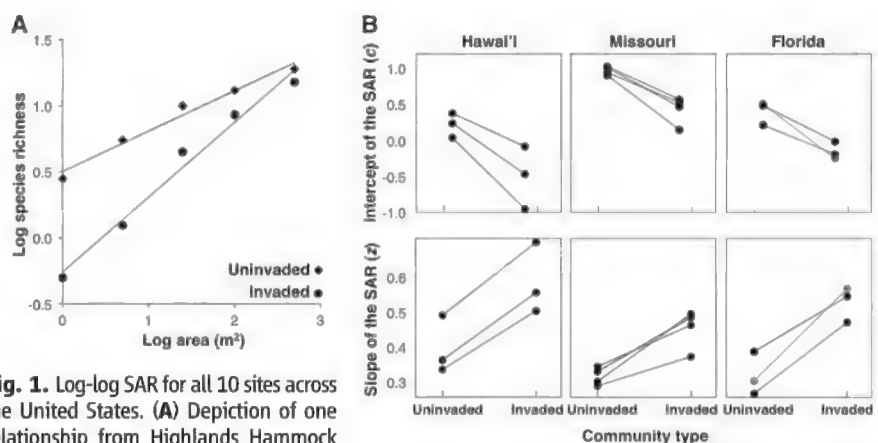 A
1.5
1.0
0.5
0.0
-0.5
Log species richness
0
1
2
3
Log area (m²)
Uninvaded
Invaded
B
Hawai'i
Missouri
Florida
Intercept of the SAR (c)
1.0
0.5
0.0
-0.5
-1.0
Slope of the SAR (z)
0.6
0.5
0.4
0.3
Uninvaded Invaded Uninvaded Invaded Uninvaded Invaded
Community type
ig. 1. Log-log SAR for all 10 sites across
e United States. (A) Depiction of one
elationship from Highlands Hammock